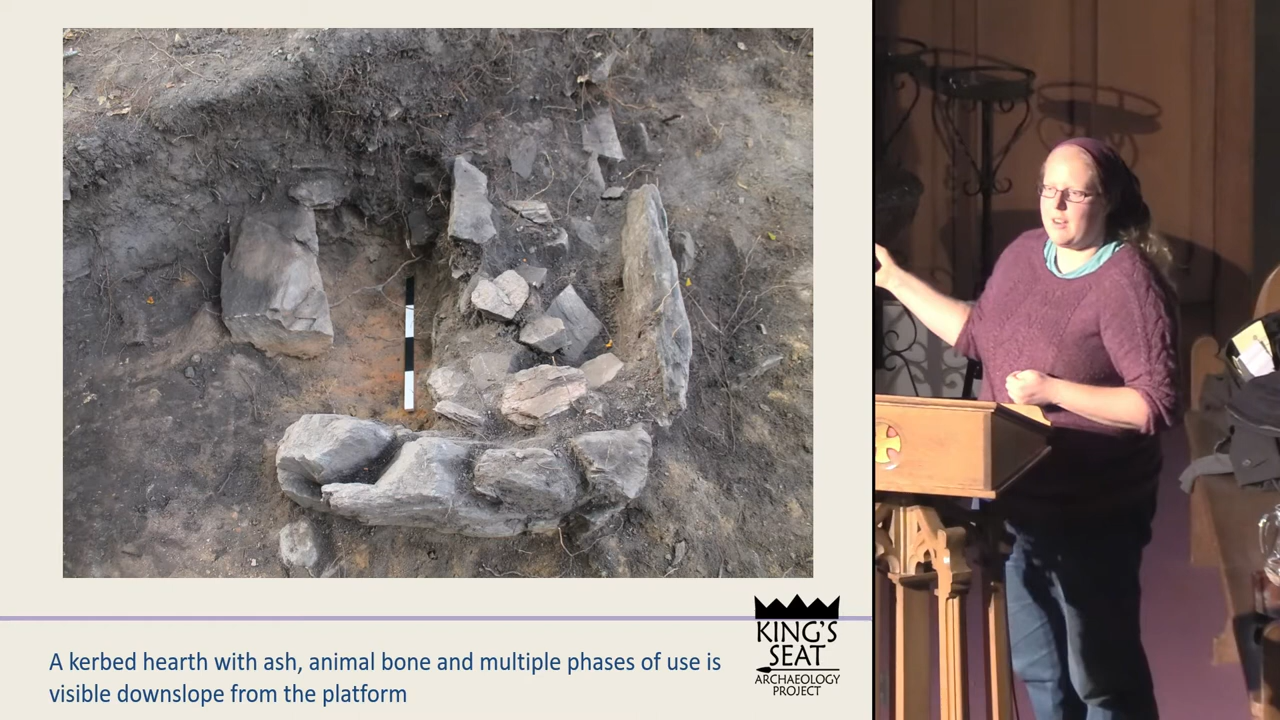 A kerbed hearth with ash, animal bone and multiple phases of use is
visible downslope from the platform
KING'S
SEAT
ARCHAEOLOGY
PROJECT